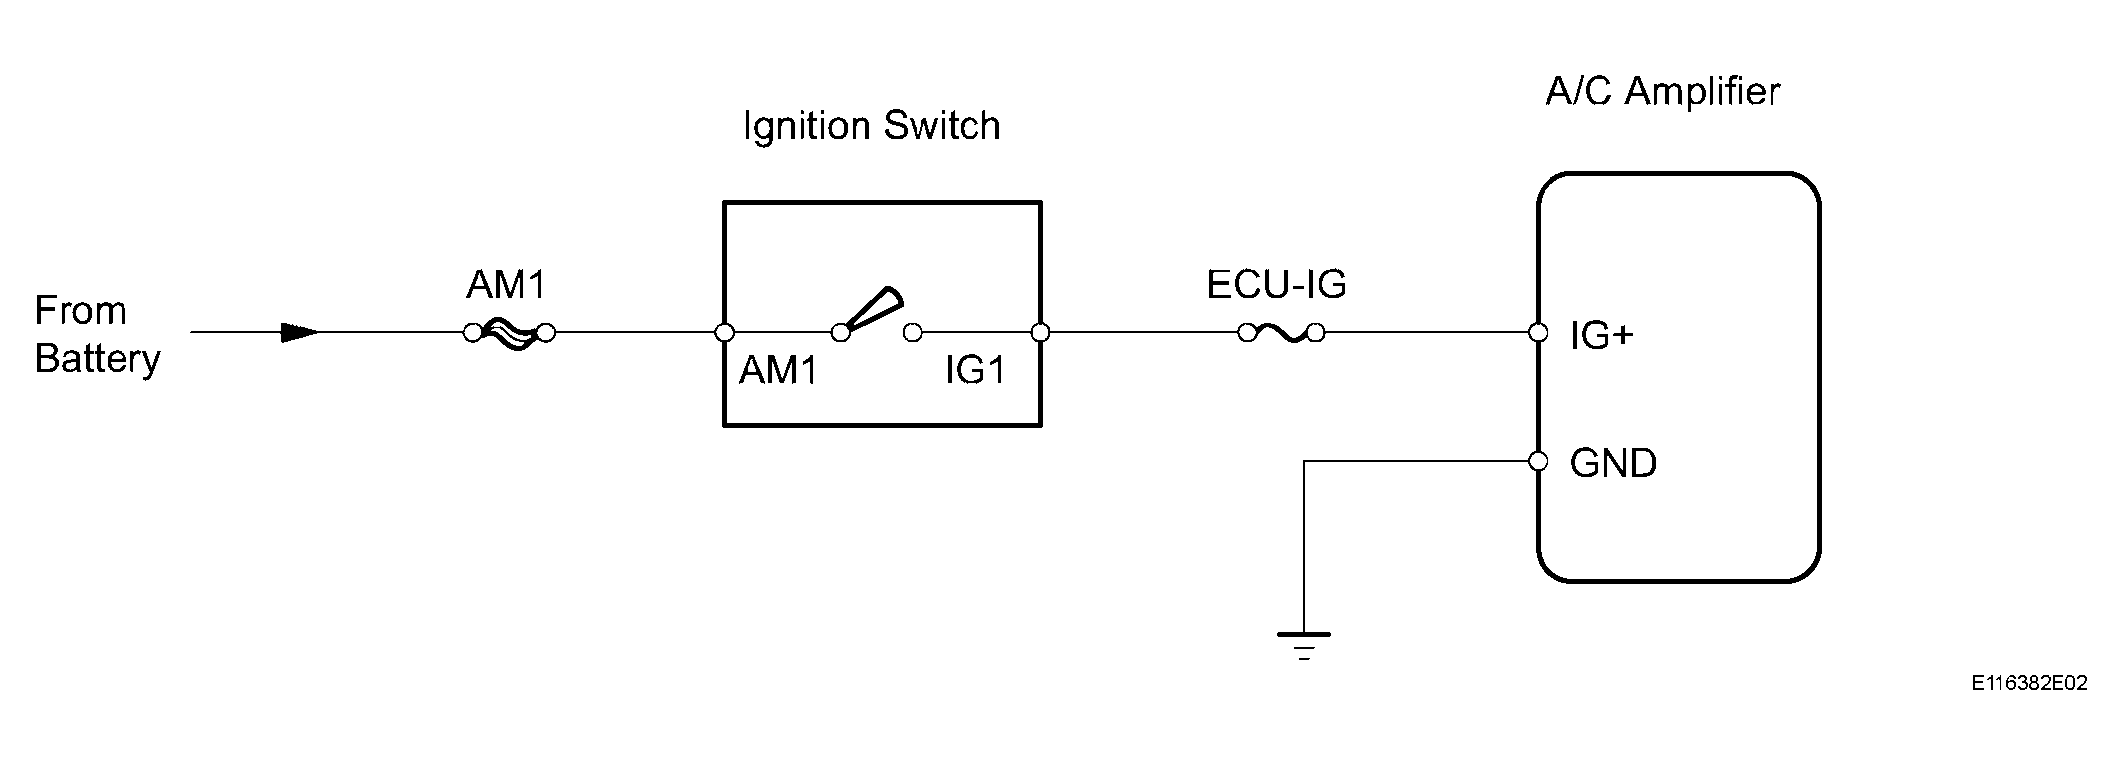 A/C Amplifier
Ignition Switch
AM1
ECU-IG
From
Battery
IG+
AM1
IG1
GND
E116382E02